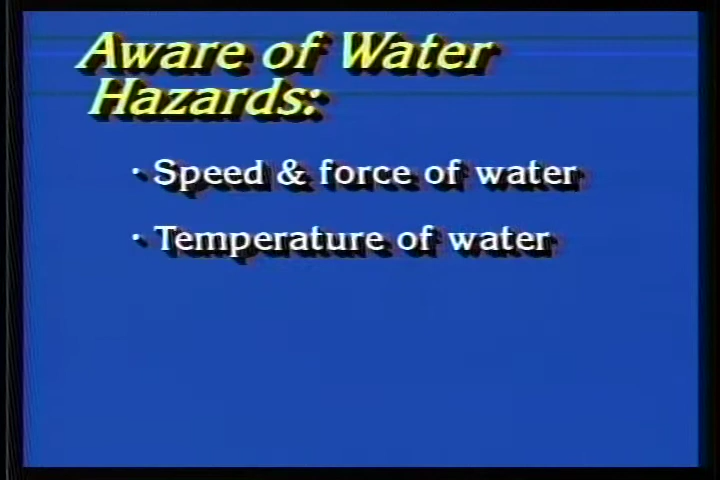 Aware of Water
Hazards:
· Speed & force of water
· Temperature of water